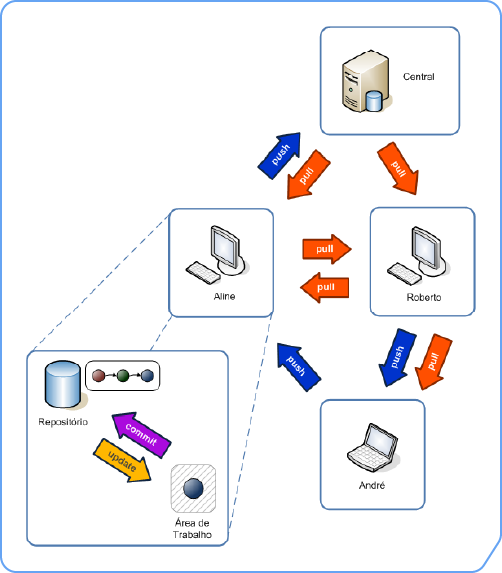 Central
push
pull
pull
Aline
pull
pull
Roberto
push
push
pull
Repositório
commit
update
André
Área de
Trabalho